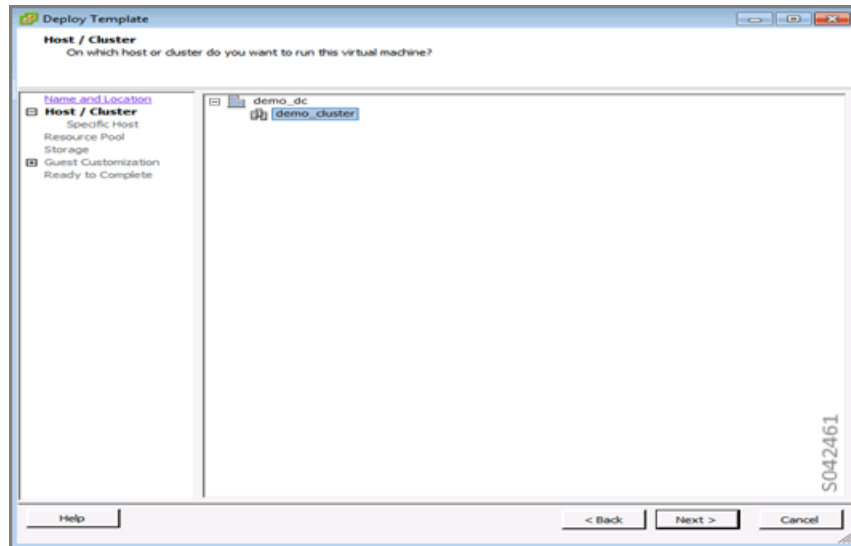 Deploy Template
Host / Cluster
On which host or cluster do you want to run this virtual machine?
Name and Location
Host / Cluster
Specific Host
Resource Pool
Storage
Guest Customization
Ready to Complete
demo_dc
demo_cluster
S042461
Help
< Back
Next >
Cancel